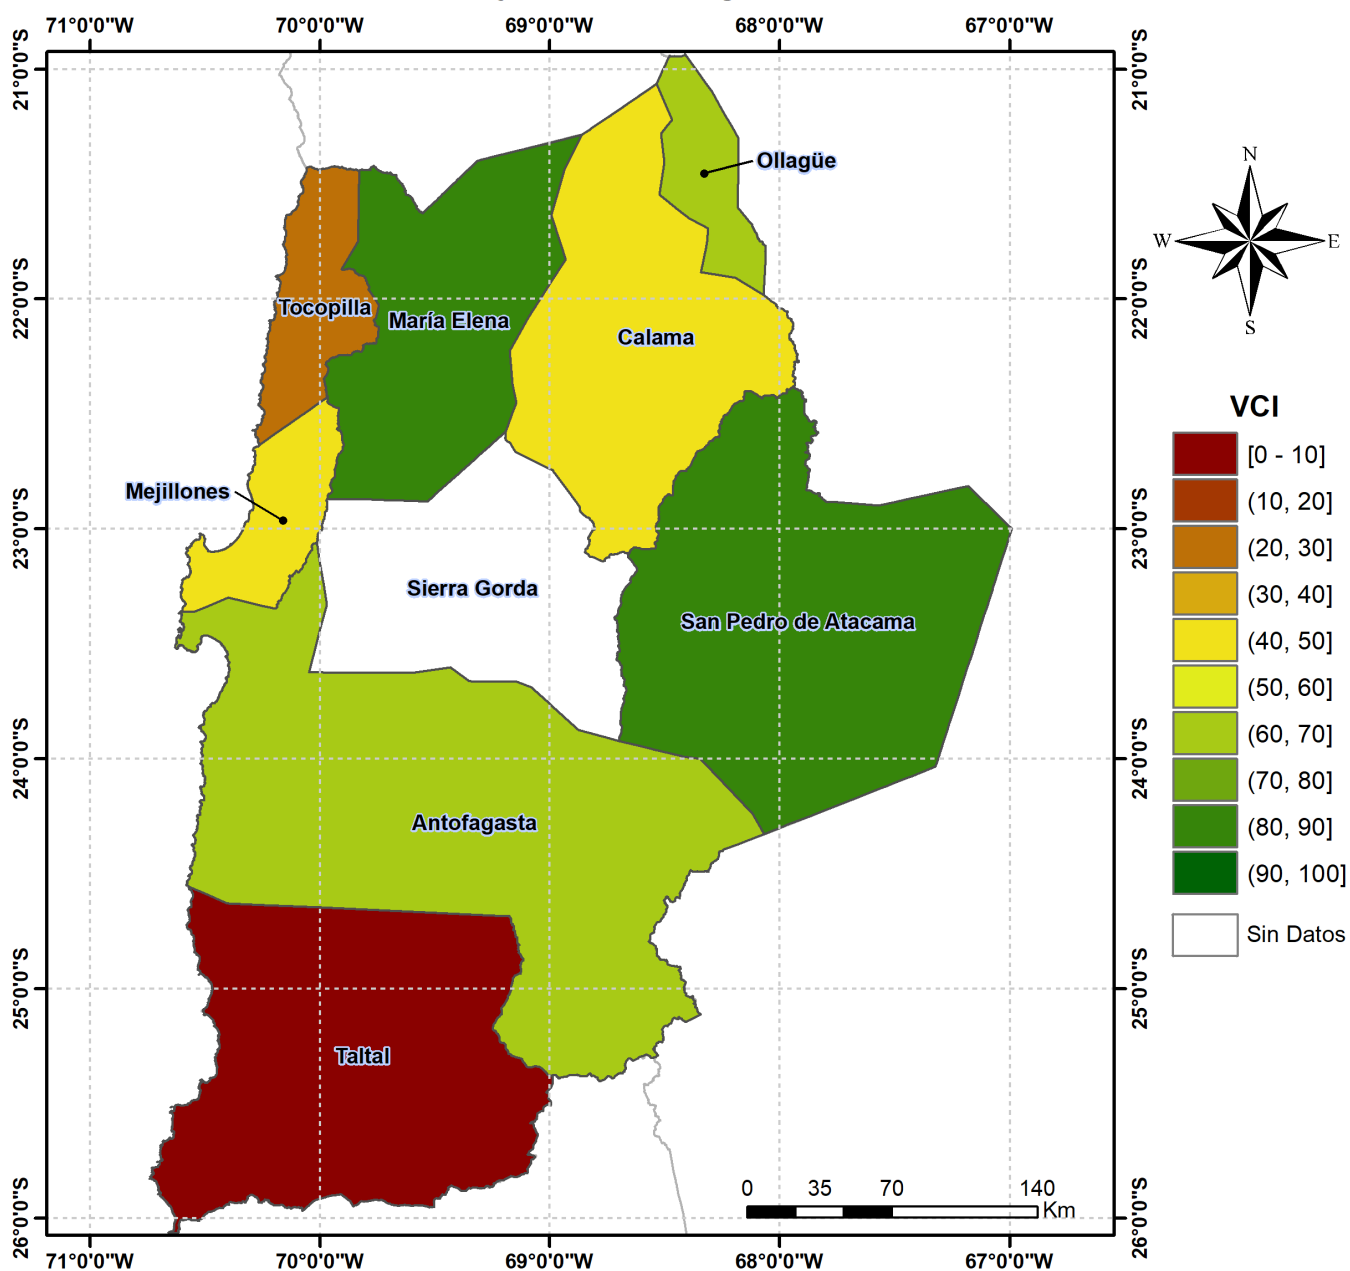 71°0'0"W 70°0'0"W 69°0'0"W 68°0'0"W 67°0'0"W
21°0'0"S
21°0'0"S
Ollagüe
N
W E
S
22°0'0"S
22°0'0"S
Tocopilla
María Elena
Calama
VCI
[0 - 10]
(10, 20]
(20, 30]
(30, 40]
(40, 50]
(50, 60]
(60, 70]
(70, 80]
(80, 90]
(90, 100]
Sin Datos
Mejillones
23°0'0"S
23°0'0"S
Sierra Gorda
San Pedro de Atacama
24°0'0"S
24°0'0"S
Antofagasta
25°0'0"S
25°0'0"S
Taltal
0 35 70 140
Km
26°0'0"S
26°0'0"S
71°0'0"W 70°0'0"W 69°0'0"W 68°0'0"W 67°0'0"W